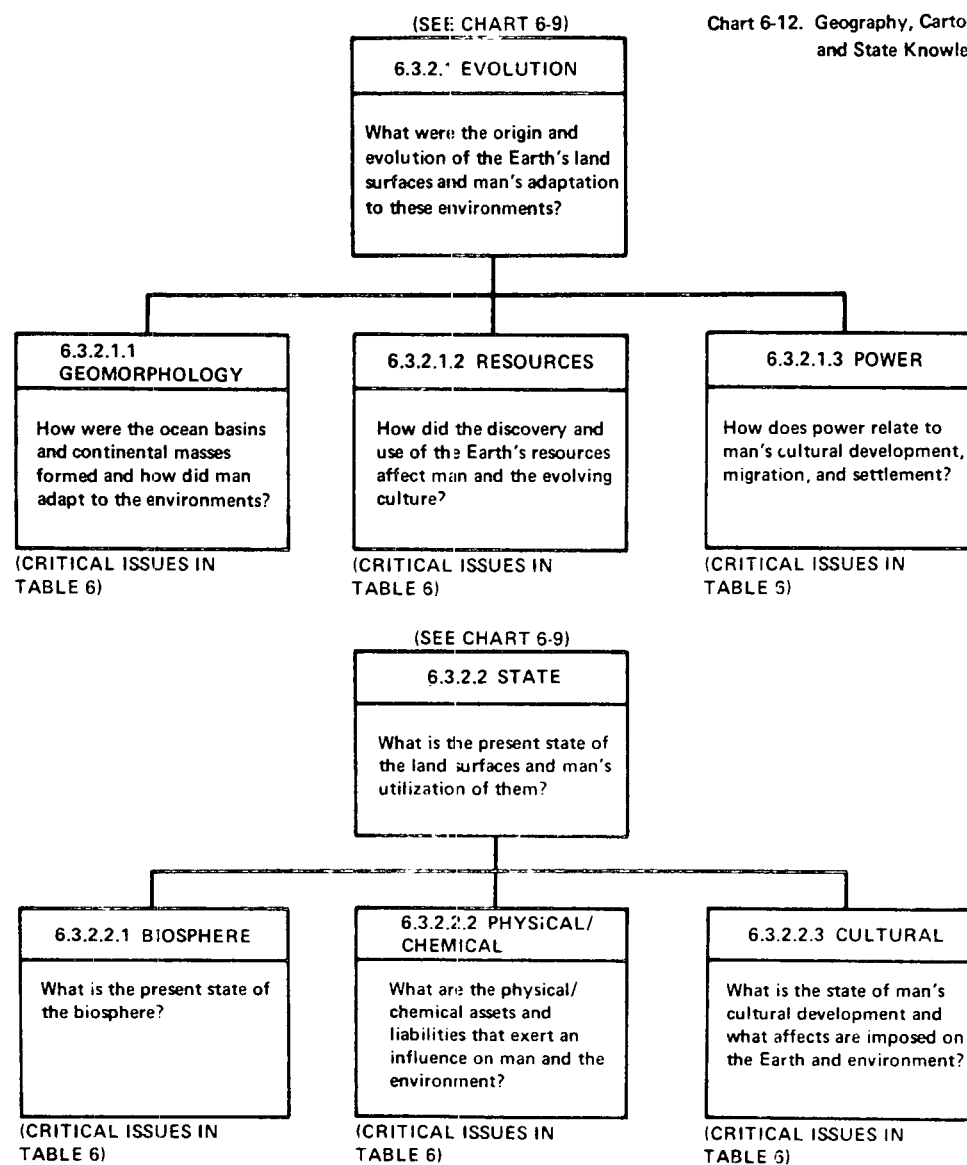 (SEE CHART 6-9)
Chart 6-12. Geography, Carto
and State Knowle
6.3.2.1 EVOLUTION
What were the origin and
evolution of the Earth's land
surfaces and man's adaptation
to these environments?
6.3.2.1.1
GEOMORPHOLOGY
How were the ocean basins
and continental masses
formed and how did man
adapt to the environments?
(CRITICAL ISSUES IN
TABLE 6)
6.3.2.1.2 RESOURCES
How did the discovery and
use of the Earth's resources
affect man and the evolving
culture?
(CRITICAL ISSUES IN
TABLE 6)
6.3.2.1.3 POWER
How does power relate to
man's cultural development,
migration, and settlement?
(CRITICAL ISSUES IN
TABLE 6)
(SEE CHART 6-9)
6.3.2.2 STATE
What is the present state of
the land surfaces and man's
utilization of them?
6.3.2.2.1 BIOSPHERE
What is the present state of
the biosphere?
(CRITICAL ISSUES IN
TABLE 6)
6.3.2.2.2 PHYSICAL/
CHEMICAL
What are the physical/
chemical assets and
liabilities that exert an
influence on man and the
environment?
(CRITICAL ISSUES IN
TABLE 6)
6.3.2.2.3 CULTURAL
What is the state of man's
cultural development and
what affects are imposed on
the Earth and environment?
(CRITICAL ISSUES IN
TABLE 6)